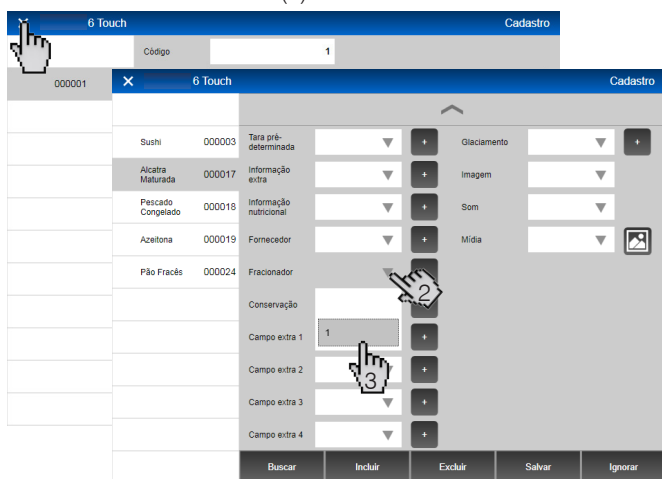 6 Touch Cadastro
Código 1
000001
6 Touch Cadastro
Sushi 000003 Tara pré-determinada + Glaciamento +
Alcatra Maturada 000017 Informação extra + Imagem
Pescado Congelado 000018 Informação nutricional + Som
Azeitona 000019 Fornecedor + Mídia
Pão Fracês 000024 Fracionador
2
Conservação
Campo extra 1 1 +
3
Campo extra 2 +
Campo extra 3 +
Campo extra 4 +
Buscar Incluir Excluir Salvar Ignorar